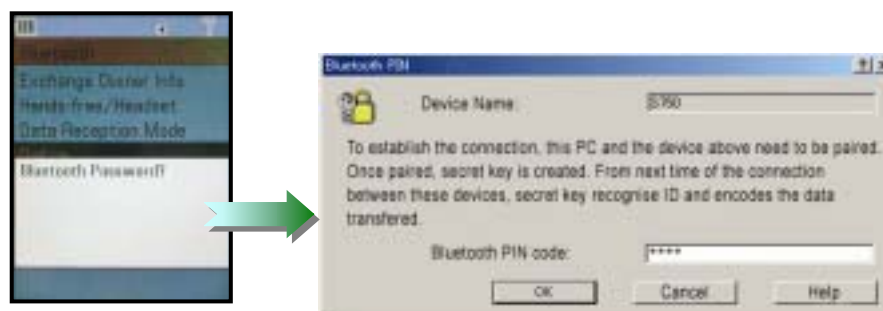 Bluetooth
Exchange Owner Info
Hands-free/Headset
Data Reception Mode
Bluetooth Password?
Bluetooth PIN
Device Name:
To establish the connection, this PC and the device above need to be paired.
Once paired, secret key is created. From next time of the connection
between these devices, secret key recognise ID and encodes the data
transfered.
Bluetooth PIN code:
****
OK Cancel Help